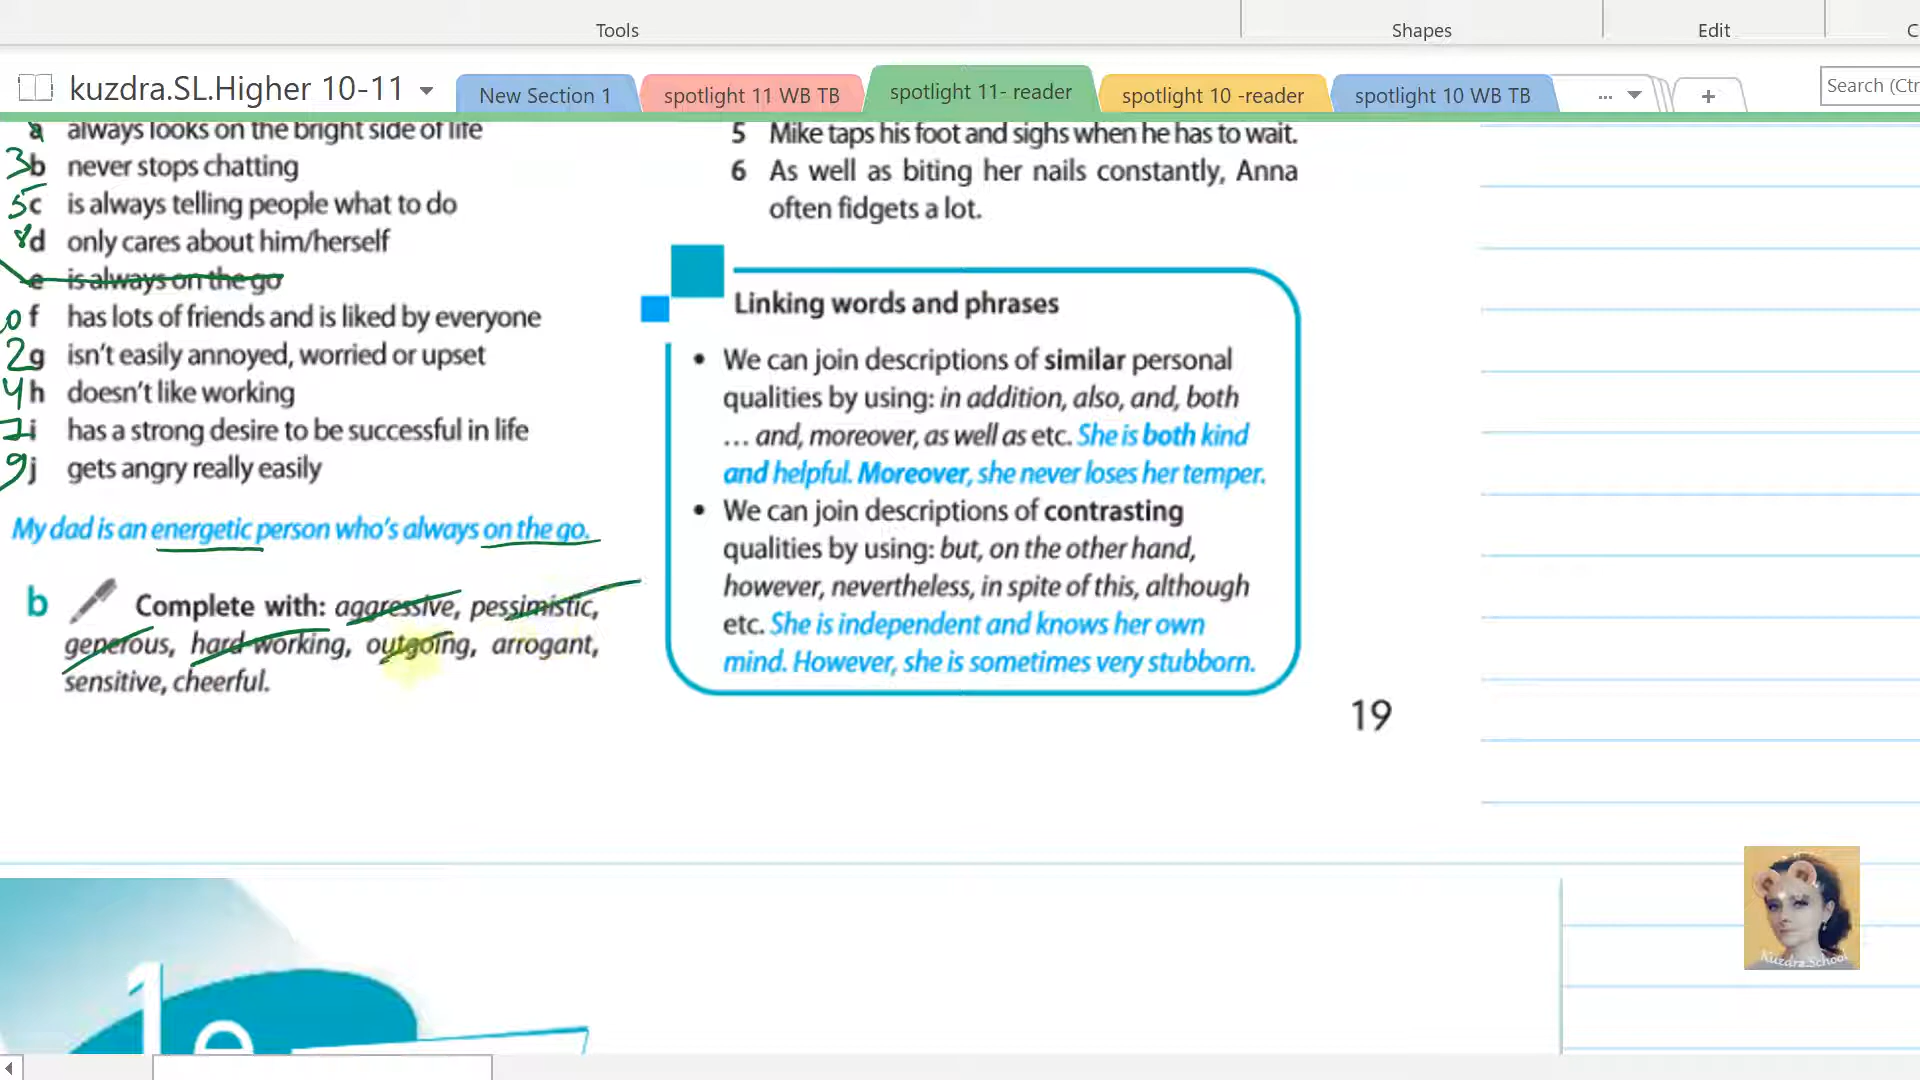 Tools
Shapes
Edit
kuzdra.SL.Higher 10-11
New Section 1
spotlight 11 WB TB
spotlight 11- reader
spotlight 10 -reader
spotlight 10 WB TB
...
+
Search (Ctr
a always looks on the bright side of life
3 b never stops chatting
5 c is always telling people what to do
8 d only cares about him/herself
e is always on the go
0 f has lots of friends and is liked by everyone
2 g isn't easily annoyed, worried or upset
4 h doesn't like working
7 i has a strong desire to be successful in life
9 j gets angry really easily
My dad is an energetic person who's always on the go.
b Complete with: aggressive, pessimistic,
generous, hard-working, outgoing, arrogant,
sensitive, cheerful.
5 Mike taps his foot and sighs when he has to wait.
6 As well as biting her nails constantly, Anna
often fidgets a lot.
Linking words and phrases
• We can join descriptions of similar personal
qualities by using: in addition, also, and, both
... and, moreover, as well as etc. She is both kind
and helpful. Moreover, she never loses her temper.
• We can join descriptions of contrasting
qualities by using: but, on the other hand,
however, nevertheless, in spite of this, although
etc. She is independent and knows her own
mind. However, she is sometimes very stubborn.
19
Kuzdra.School
1e